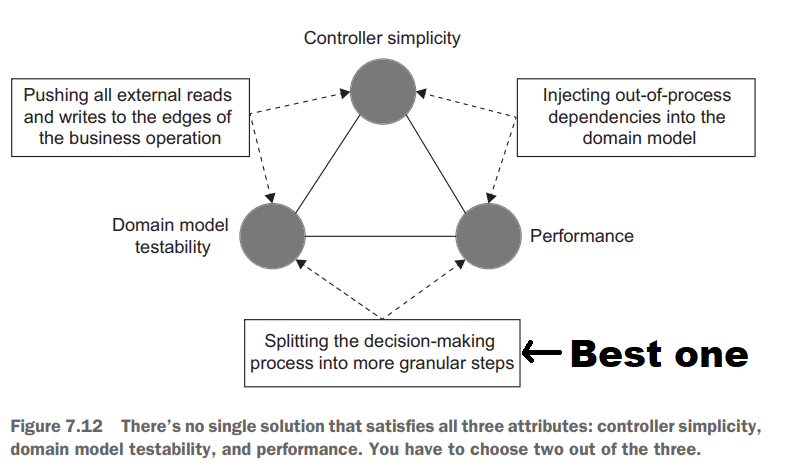 Controller simplicity
Pushing all external reads
and writes to the edges of
the business operation
Injecting out-of-process
dependencies into the
domain model
Domain model
testability
Performance
Splitting the decision-making
process into more granular steps
Best one
Figure 7.12 There’s no single solution that satisfies all three attributes: controller simplicity,
domain model testability, and performance. You have to choose two out of the three.